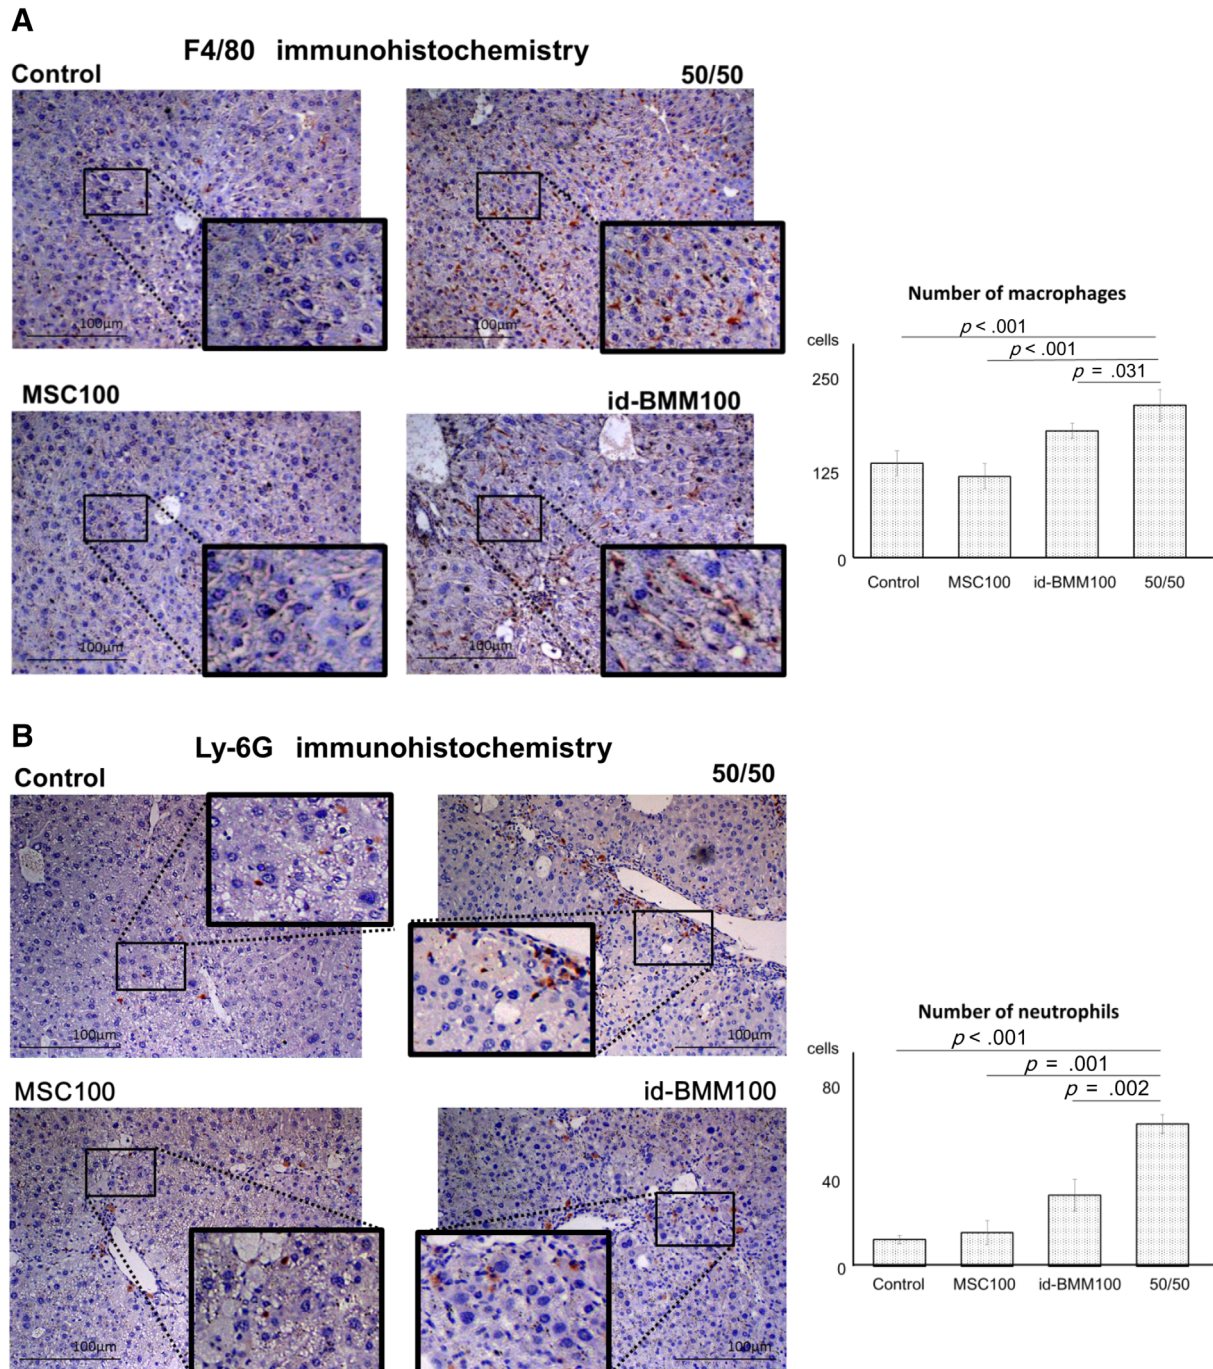 A
F4/80 immunohistochemistry
Control
50/50
100μm
100μm
MSC100
id-BMM100
100μm
100μm
Number of macrophages
cells
p < .001
p < .001
p = .031
250
125
0
Control MSC100 id-BMM100 50/50
B
Ly-6G immunohistochemistry
Control
50/50
100μm
100μm
MSC100
id-BMM100
100μm
100μm
Number of neutrophils
cells
p < .001
p = .001
p = .002
80
40
0
Control MSC100 id-BMM100 50/50